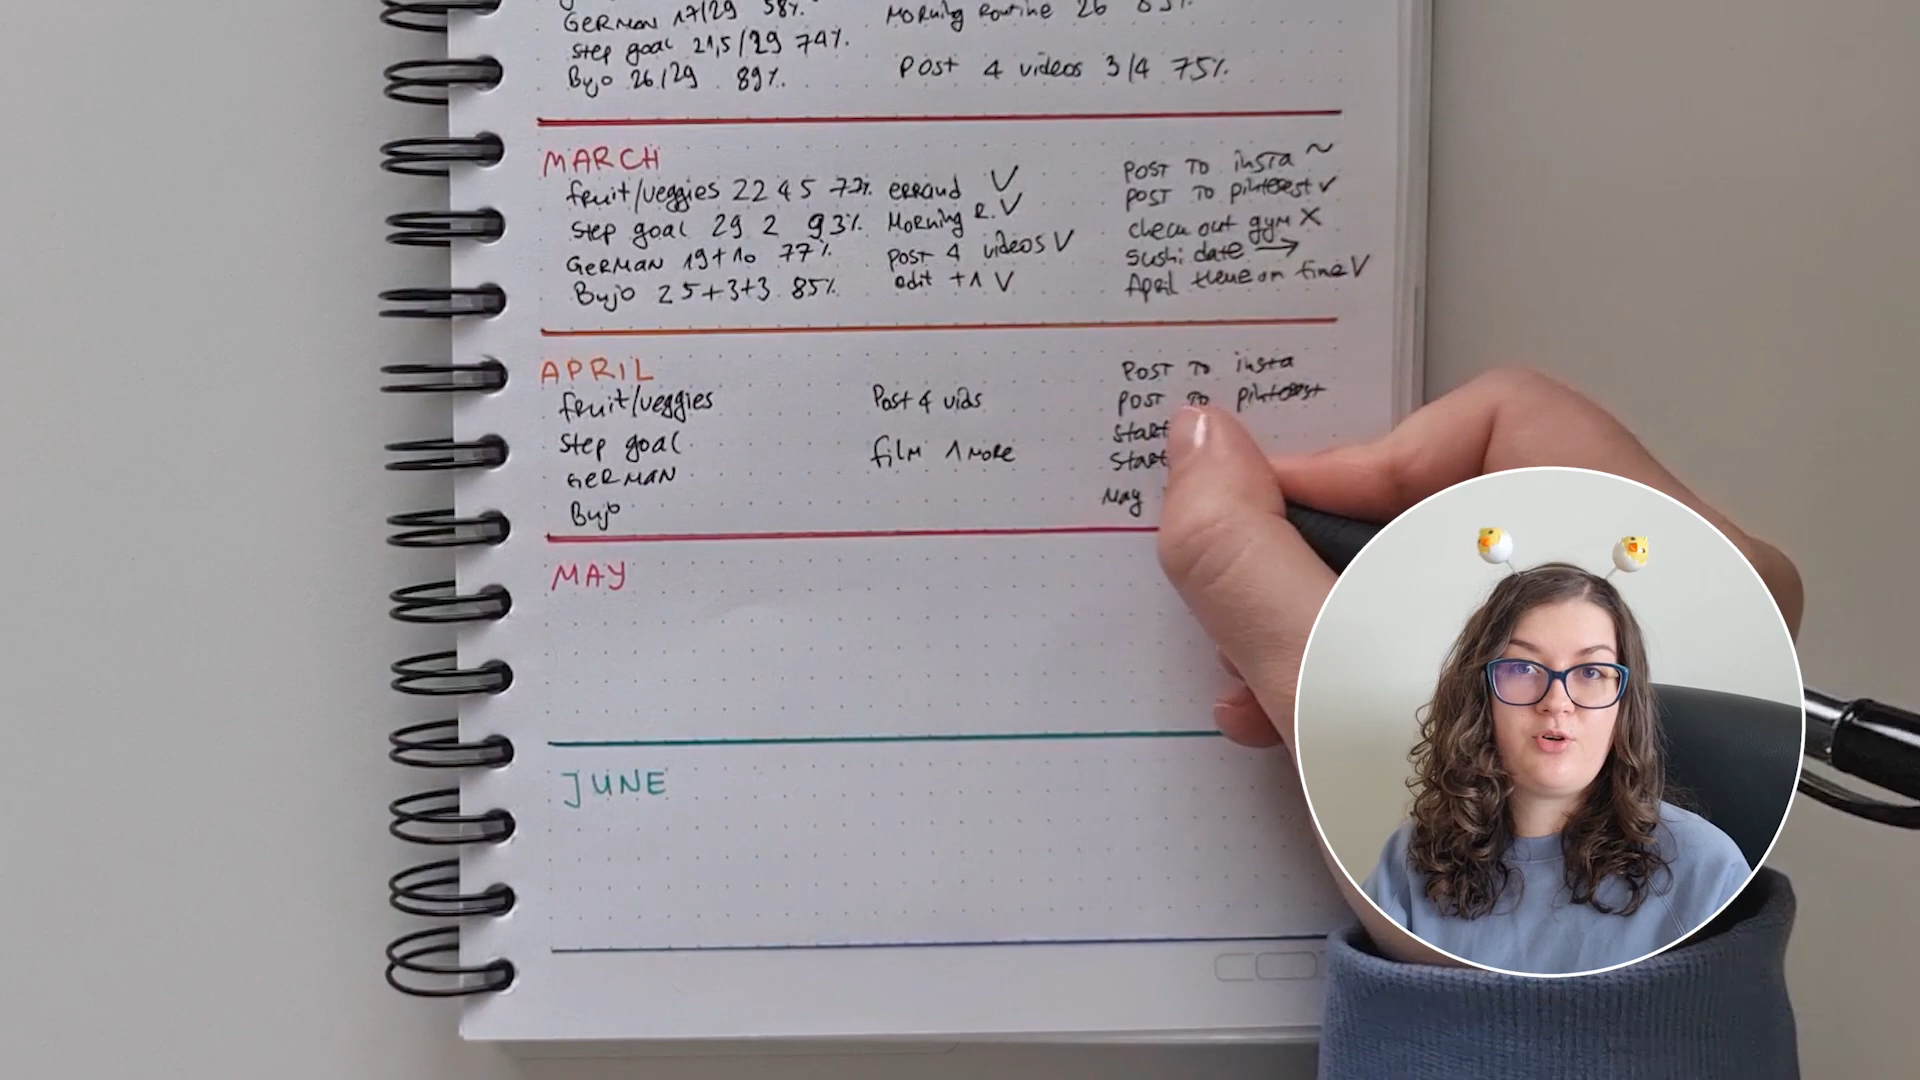 GERMAN 17/29 58%.
Morning Routine 26
Step goal 21,5/29 74%.
Bujo 26/29 89%.
Post 4 videos 3/4 75%.
MARCH
fruit/veggies 22 4 5 77%.
Step goal 29 2 93%.
GERMAN 19+10 77%.
Bujo 25+3+3 85%.
errand V
Morning R. V
Post 4 videos V
edit +1 V
POST TO insta ~
POST TO pinterest ✓
check out gym X
Sushi date →
April theme on time V
APRIL
fruit/veggies
Step goal
GERMAN
Bujo
Post 4 vids
film 1 more
POST TO insta
POST TO pinterest
Start
Start
May
MAY
JUNE